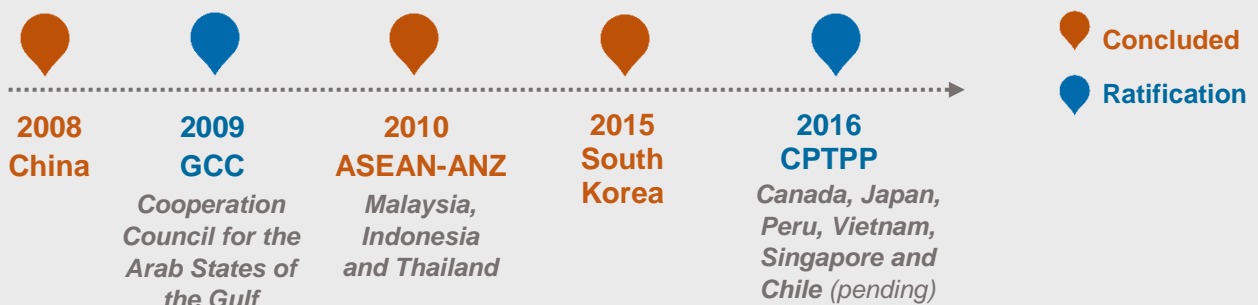 Concluded
Ratification
2008
China
2009
GCC
Cooperation
Council for the
Arab States of
the Gulf
2010
ASEAN-ANZ
Malaysia,
Indonesia
and Thailand
2015
South
Korea
2016
CPTPP
Canada, Japan,
Peru, Vietnam,
Singapore and
Chile (pending)